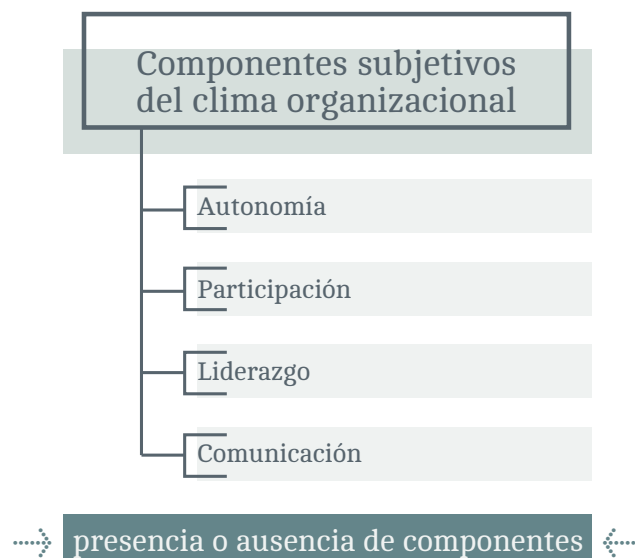 Componentes subjetivos
del clima organizacional
Autonomía
Participación
Liderazgo
Comunicación
presencia o ausencia de componentes